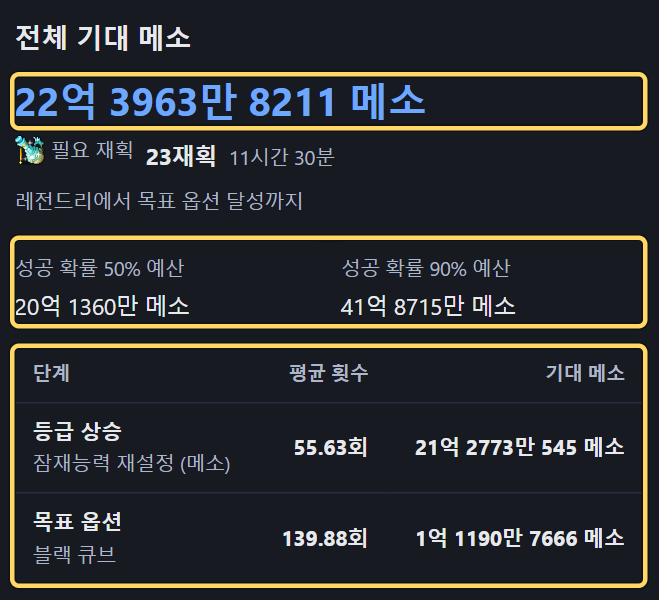 전체 기대 메소
22억 3963만 8211 메소
필요 재획 23재획 11시간 30분
레전드리에서 목표 옵션 달성까지
성공 확률 50% 예산 성공 확률 90% 예산
20억 1360만 메소 41억 8715만 메소
단계 평균 횟수 기대 메소
등급 상승
잠재능력 재설정 (메소) 55.63회 21억 2773만 545 메소
목표 옵션
블랙 큐브 139.88회 1억 1190만 7666 메소